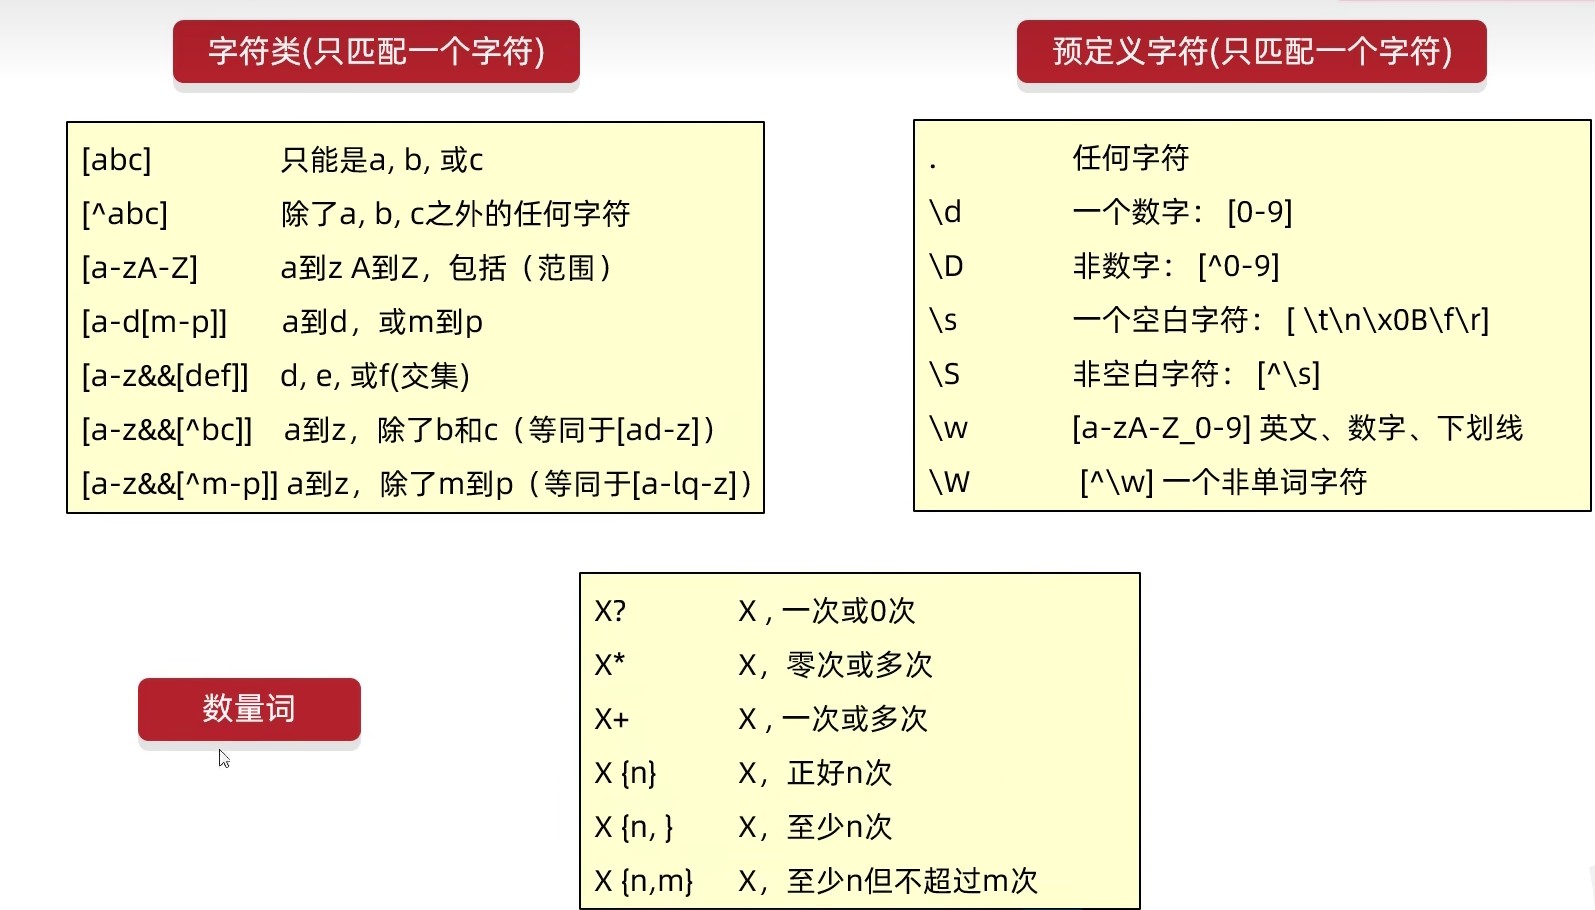 字符类(只匹配一个字符)
[abc] 只能是a, b, 或c
[^abc] 除了a, b, c之外的任何字符
[a-zA-Z] a到z A到Z，包括（范围）
[a-d[m-p]] a到d，或m到p
[a-z&&[def]] d, e, 或f(交集)
[a-z&&[^bc]] a到z，除了b和c（等同于[ad-z]）
[a-z&&[^m-p]] a到z，除了m到p（等同于[a-lq-z]）
预定义字符(只匹配一个字符)
. 任何字符
\d 一个数字： [0-9]
\D 非数字： [^0-9]
\s 一个空白字符： [ \t\n\x0B\f\r]
\S 非空白字符： [^\s]
\w [a-zA-Z_0-9] 英文、数字、下划线
\W [^\w] 一个非单词字符
数量词
X? X , 一次或0次
X* X，零次或多次
X+ X , 一次或多次
X {n} X，正好n次
X {n, } X，至少n次
X {n,m} X，至少n但不超过m次